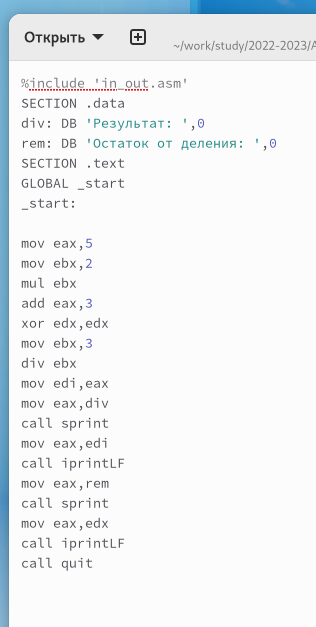 Открыть
~/work/study/2022-2023/
%include 'in_out.asm'
SECTION .data
div: DB 'Результат: ',0
rem: DB 'Остаток от деления: ',0
SECTION .text
GLOBAL _start
_start:
mov eax,5
mov ebx,2
mul ebx
add eax,3
xor edx,edx
mov ebx,3
div ebx
mov edi,eax
mov eax,div
call sprint
mov eax,edi
call iprintLF
mov eax,rem
call sprint
mov eax,edx
call iprintLF
call quit